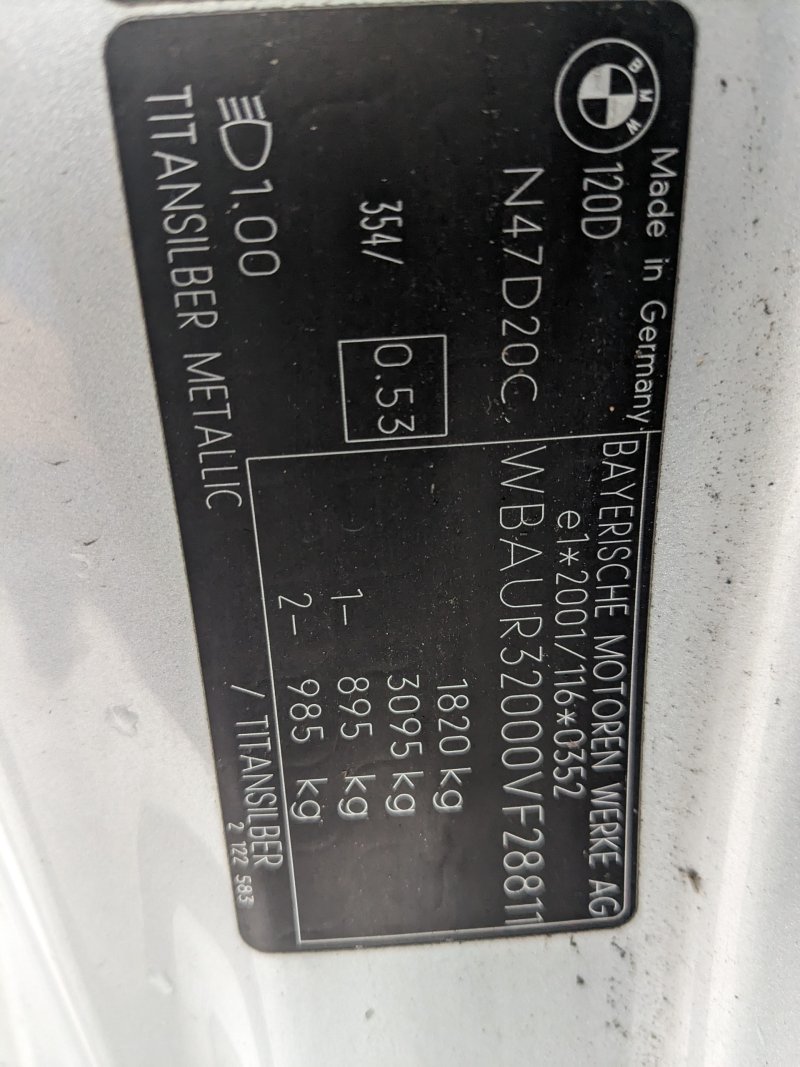 BMW
Made in Germany
120D
BAYERISCHE MOTOREN WERKE AG
e1*2001/116*0352
N47D20C
WBAUR32000VF28811
1820 kg
354/ 0.53
3095 kg
1- 895 kg
2- 985 kg
1.00
TITANSILBER METALLIC
/ TITANSILBER
2 122 583